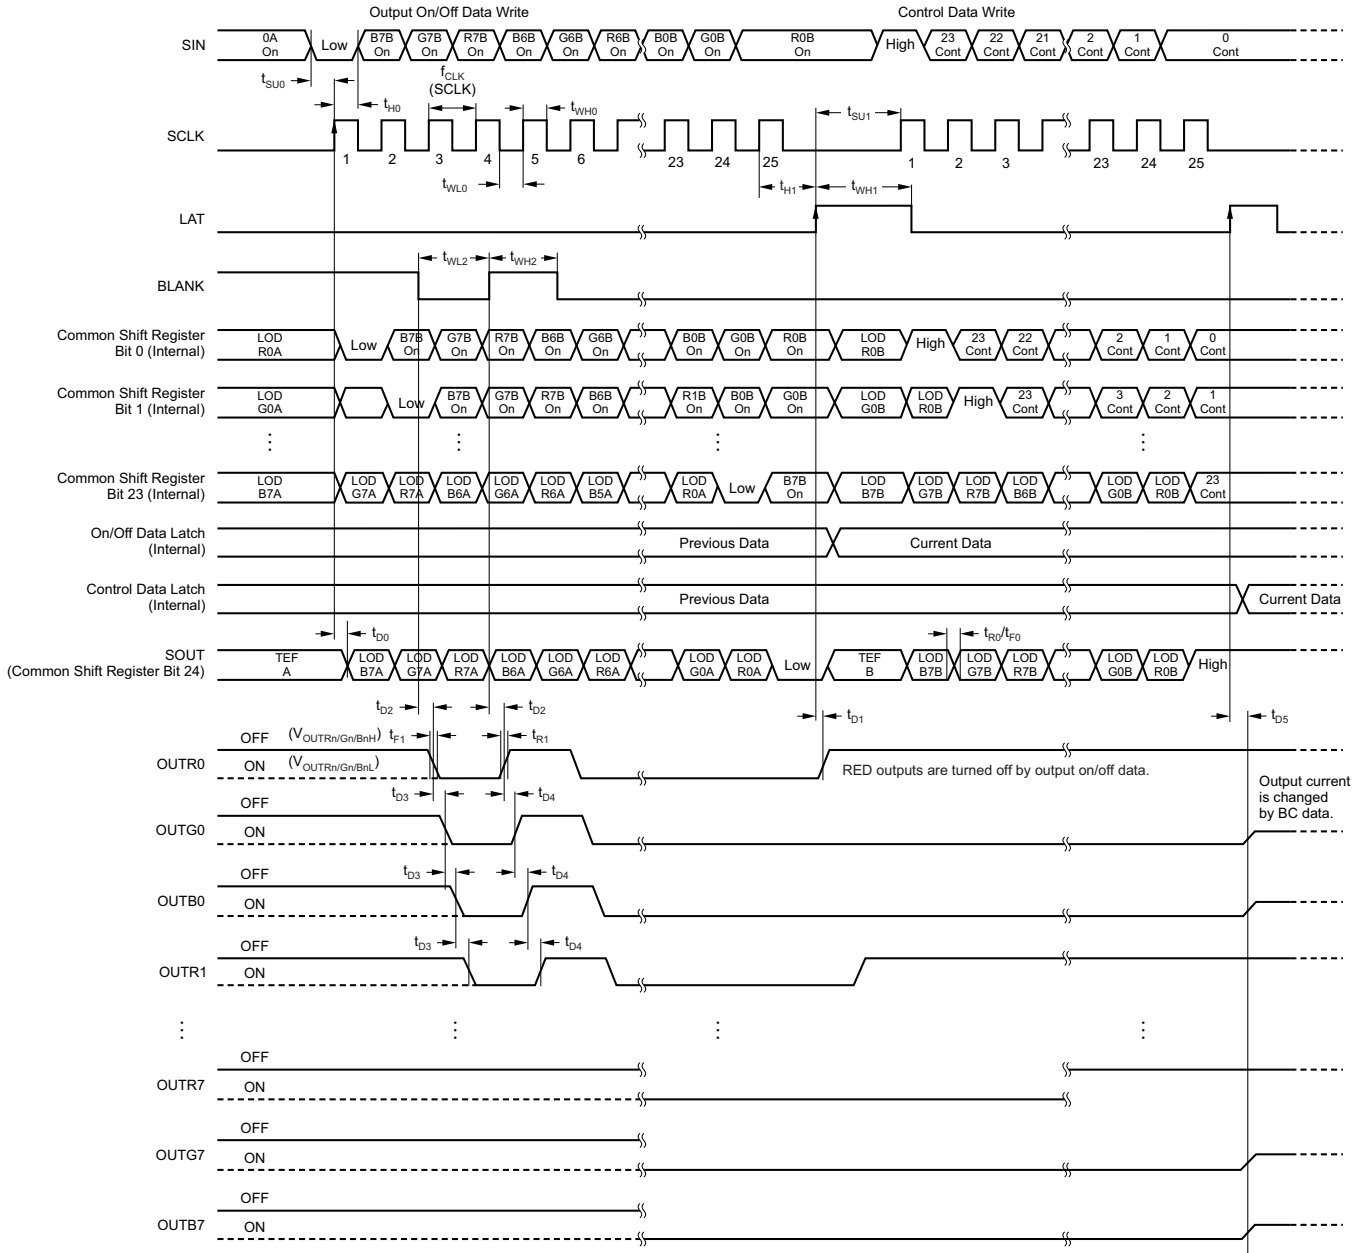 Output On/Off Data Write
Control Data Write
SIN
0A On
Low
B7B On
G7B On
R7B On
B6B On
G6B On
R6B On
B0B On
G0B On
R0B On
High
23 Cont
22 Cont
21 Cont
2 Cont
1 Cont
0 Cont
tSU0
tH0
fCLK (SCLK)
tWH0
tSU1
SCLK
1 2 3 4 5 6 23 24 25 1 2 3 23 24 25
tWL0
tH1
tWH1
LAT
tWL2
tWH2
BLANK
Common Shift Register
Bit 0 (Internal)
LOD R0A
Low
B7B On
G7B On
R7B On
B6B On
G6B On
B0B On
G0B On
R0B On
LOD R0B
High
23 Cont
22 Cont
2 Cont
1 Cont
0 Cont
Common Shift Register
Bit 1 (Internal)
LOD G0A
Low
B7B On
G7B On
R7B On
B6B On
R1B On
B0B On
G0B On
LOD G0B
LOD R0B
High
23 Cont
3 Cont
2 Cont
1 Cont
Common Shift Register
Bit 23 (Internal)
LOD B7A
LOD G7A
LOD R7A
LOD B6A
LOD G6A
LOD R6A
LOD B5A
LOD R0A
Low
B7B On
LOD B7B
LOD G7B
LOD R7B
LOD B6B
LOD G0B
LOD R0B
23 Cont
On/Off Data Latch
(Internal)
Previous Data
Current Data
Control Data Latch
(Internal)
Previous Data
Current Data
tD0
tR0/tF0
SOUT
(Common Shift Register Bit 24)
TEF A
LOD B7A
LOD G7A
LOD R7A
LOD B6A
LOD G6A
LOD R6A
LOD G0A
LOD R0A
Low
TEF B
LOD B7B
LOD G7B
LOD R7B
LOD G0B
LOD R0B
High
tD2
tD2
tD1
tD5
OUTR0
OFF
(VOUTRn/Gn/BnH)
tF1
tR1
ON
(VOUTRn/Gn/BnL)
RED outputs are turned off by output on/off data.
tD3
tD4
Output current
is changed
by BC data.
OUTG0
OFF
ON
tD3
tD4
OUTB0
OFF
ON
tD3
tD4
OUTR1
OFF
ON
OUTR7
OFF
ON
OUTG7
OFF
ON
OUTB7
OFF
ON